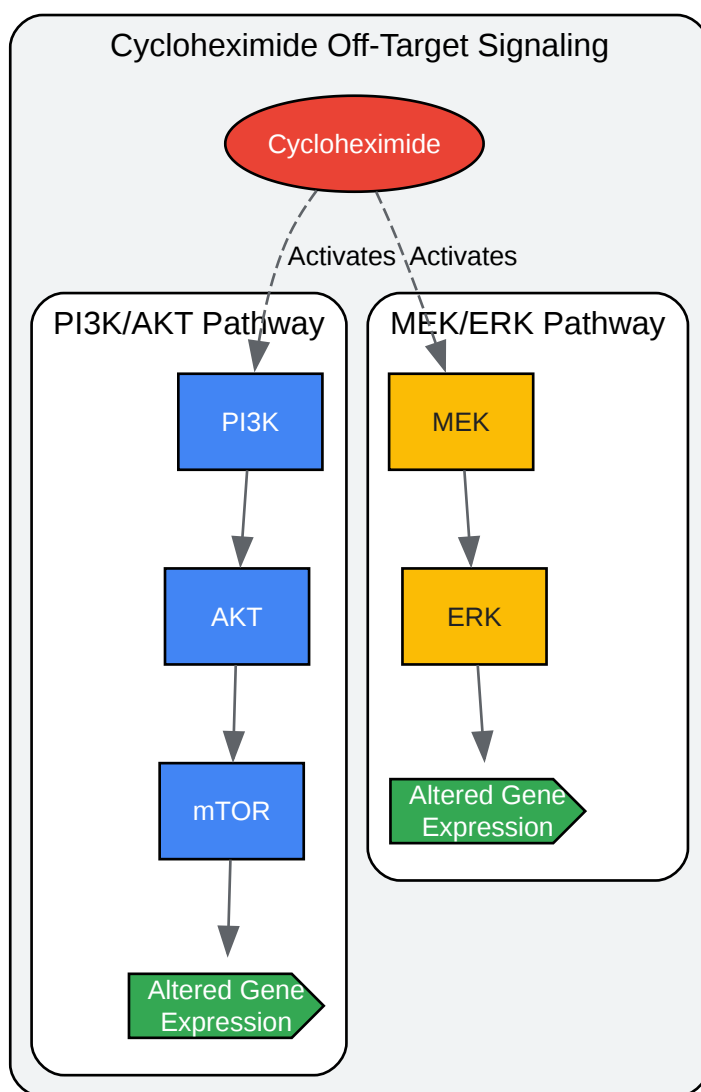 Cycloheximide Off-Target Signaling
Cycloheximide
Activates
Activates
PI3K/AKT Pathway
PI3K
AKT
mTOR
Altered Gene
Expression
MEK/ERK Pathway
MEK
ERK
Altered Gene
Expression